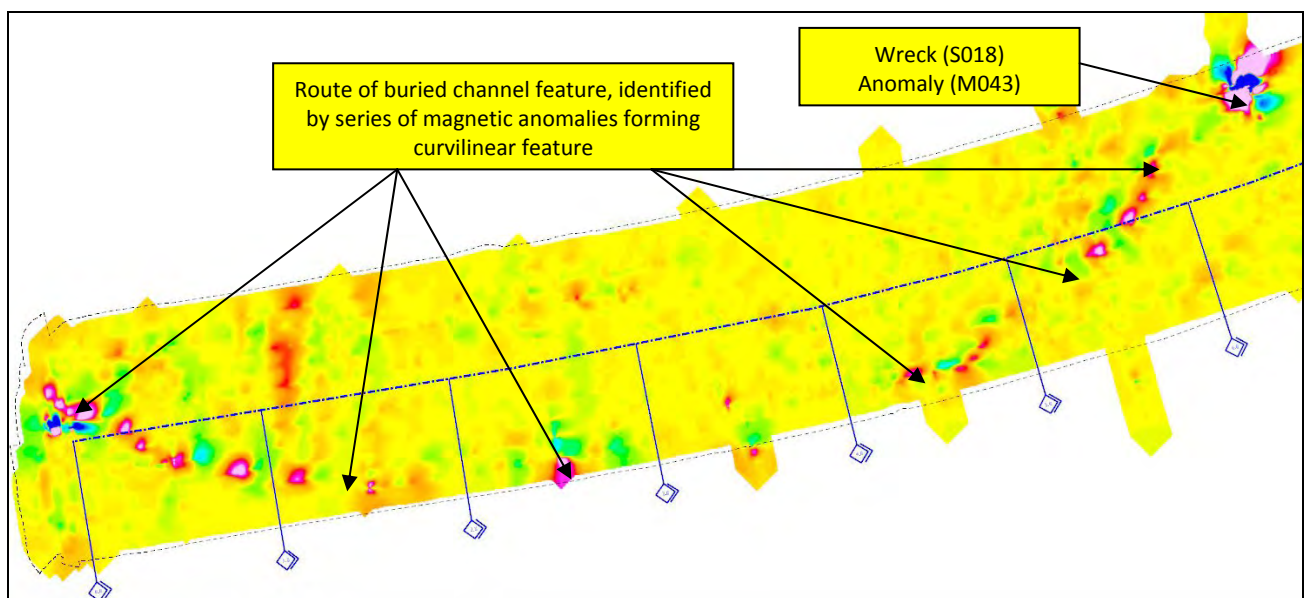 Wreck (S018)
Anomaly (M043)
Route of buried channel feature, identified
by series of magnetic anomalies forming
curvilinear feature